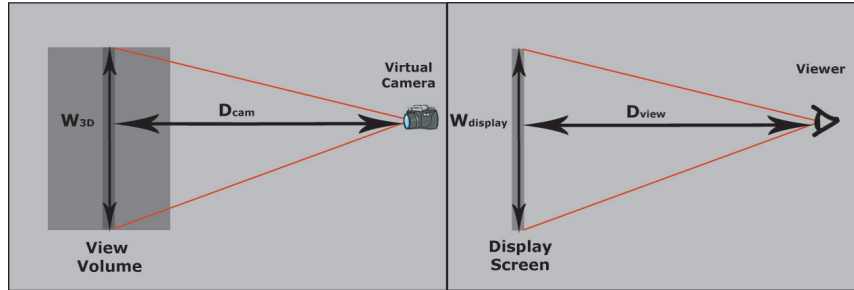 Virtual
Camera
W3D
Dcam
View
Volume
Viewer
Wdisplay
Dview
Display
Screen